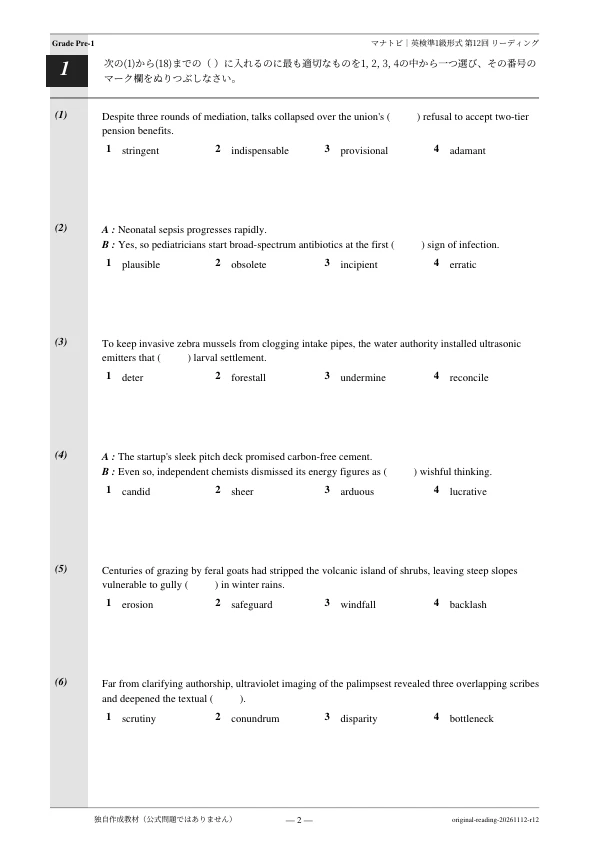 Grade Pre-1
マナトビ｜英検準1級形式 第12回 リーディング
1
次の(1)から(18)までの（ ）に入れるのに最も適切なものを1, 2, 3, 4の中から一つ選び、その番号の
マーク欄をぬりつぶしなさい。
(1) Despite three rounds of mediation, talks collapsed over the union's ( ) refusal to accept two-tier
pension benefits.
1 stringent 2 indispensable 3 provisional 4 adamant
(2) A : Neonatal sepsis progresses rapidly.
B : Yes, so pediatricians start broad-spectrum antibiotics at the first ( ) sign of infection.
1 plausible 2 obsolete 3 incipient 4 erratic
(3) To keep invasive zebra mussels from clogging intake pipes, the water authority installed ultrasonic
emitters that ( ) larval settlement.
1 deter 2 forestall 3 undermine 4 reconcile
(4) A : The startup's sleek pitch deck promised carbon-free cement.
B : Even so, independent chemists dismissed its energy figures as ( ) wishful thinking.
1 candid 2 sheer 3 arduous 4 lucrative
(5) Centuries of grazing by feral goats had stripped the volcanic island of shrubs, leaving steep slopes
vulnerable to gully ( ) in winter rains.
1 erosion 2 safeguard 3 windfall 4 backlash
(6) Far from clarifying authorship, ultraviolet imaging of the palimpsest revealed three overlapping scribes
and deepened the textual ( ).
1 scrutiny 2 conundrum 3 disparity 4 bottleneck
独自作成教材（公式問題ではありません）
— 2 —
original-reading-20261112-r12